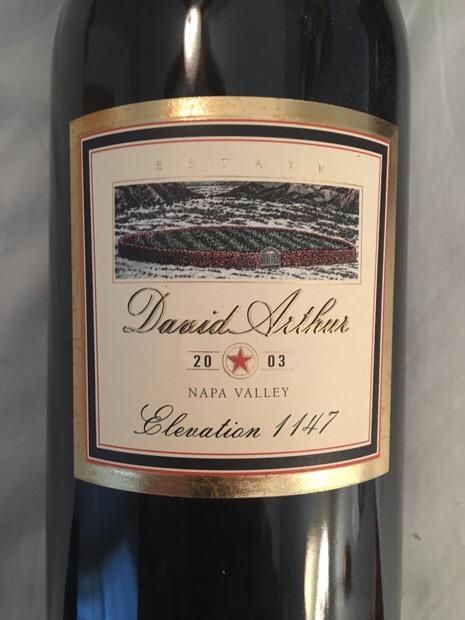 ESTATE
David Arthur
20 03
NAPA VALLEY
Elevation 1147